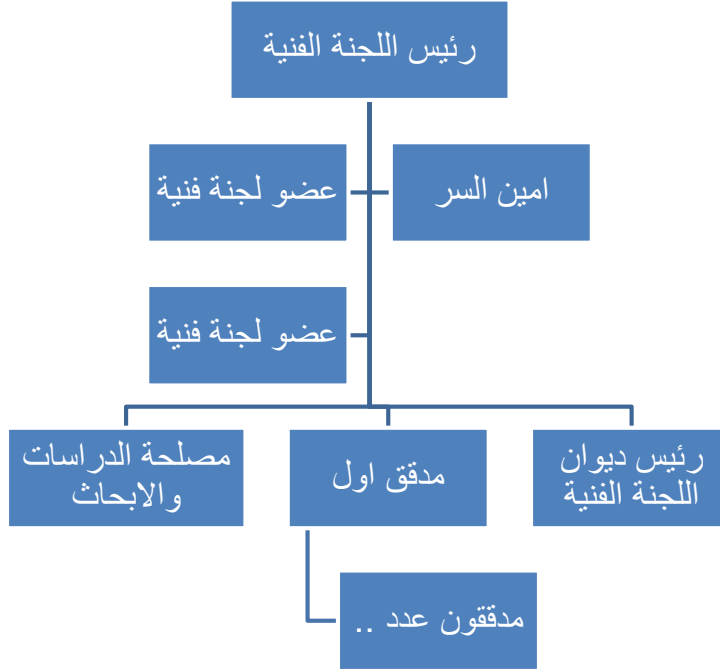 رئيس اللجنة الفنية
امين السر
عضو لجنة فنية
عضو لجنة فنية
رئيس ديوان
اللجنة الفنية
مدقق اول
مصلحة الدراسات
والابحاث
مدققون عدد ..